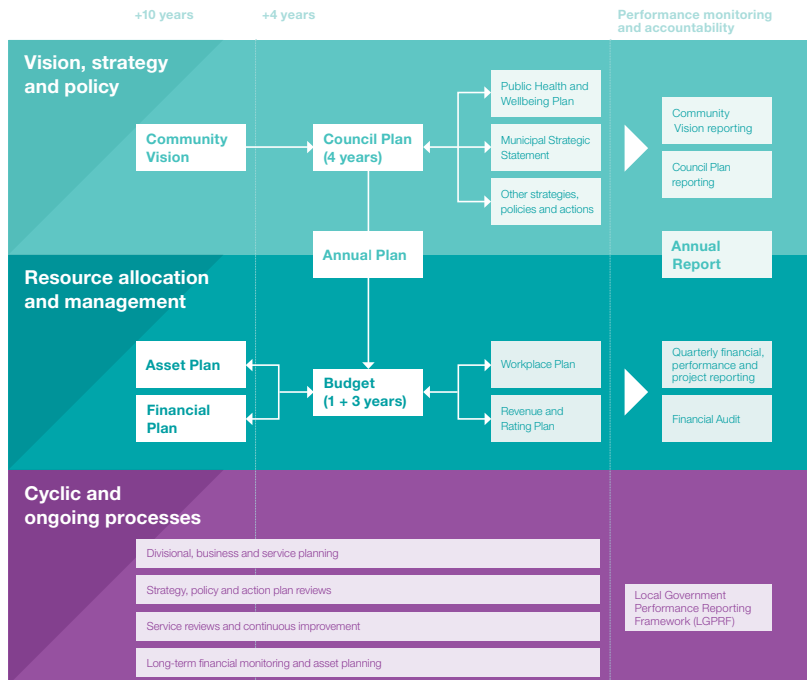 +10 years
+4 years
Performance monitoring
and accountability
Vision, strategy
and policy
Community
Vision
Council Plan
(4 years)
Public Health and
Wellbeing Plan
Municipal Strategic
Statement
Other strategies,
policies and actions
Community
Vision reporting
Council Plan
reporting
Annual Plan
Annual
Report
Resource allocation
and management
Asset Plan
Financial
Plan
Budget
(1 + 3 years)
Workplace Plan
Revenue and
Rating Plan
Quarterly financial,
performance and
project reporting
Financial Audit
Cyclic and
ongoing processes
Divisional, business and service planning
Strategy, policy and action plan reviews
Service reviews and continuous improvement
Long-term financial monitoring and asset planning
Local Government
Performance Reporting
Framework (LGPRF)